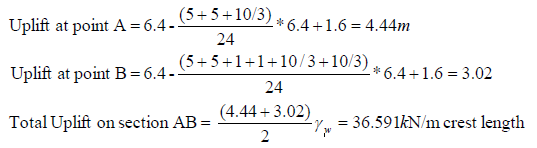 Uplift at point A = 6.4 - (5+5+10/3)/24 * 6.4 + 1.6 = 4.44m
Uplift at point B = 6.4 - (5+5+1+1+10/3+10/3)/24 * 6.4 + 1.6 = 3.02
Total Uplift on section AB = (4.44+3.02)/2 γw = 36.591kN/m crest length